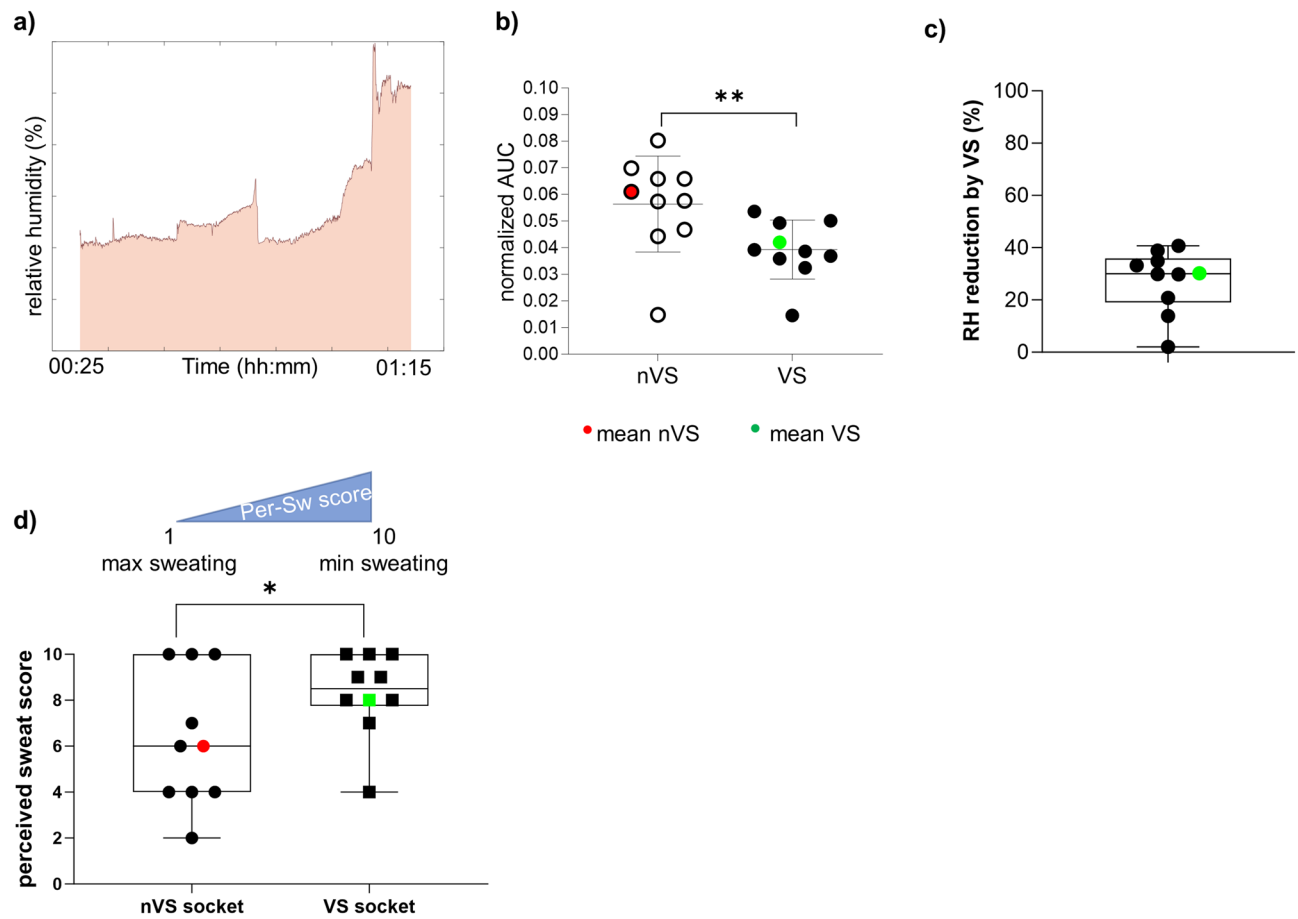 a)
relative humidity (%)
00:25
Time (hh:mm)
01:15
b)
normalized AUC
0.10
0.09
0.08
0.07
0.06
0.05
0.04
0.03
0.02
0.01
0.00
**
nVS
VS
mean nVS
mean VS
c)
RH reduction by VS (%)
100
80
60
40
20
0
d)
Per-Sw score
1
10
max sweating
min sweating
*
perceived sweat score
10
8
6
4
2
0
nVS socket
VS socket